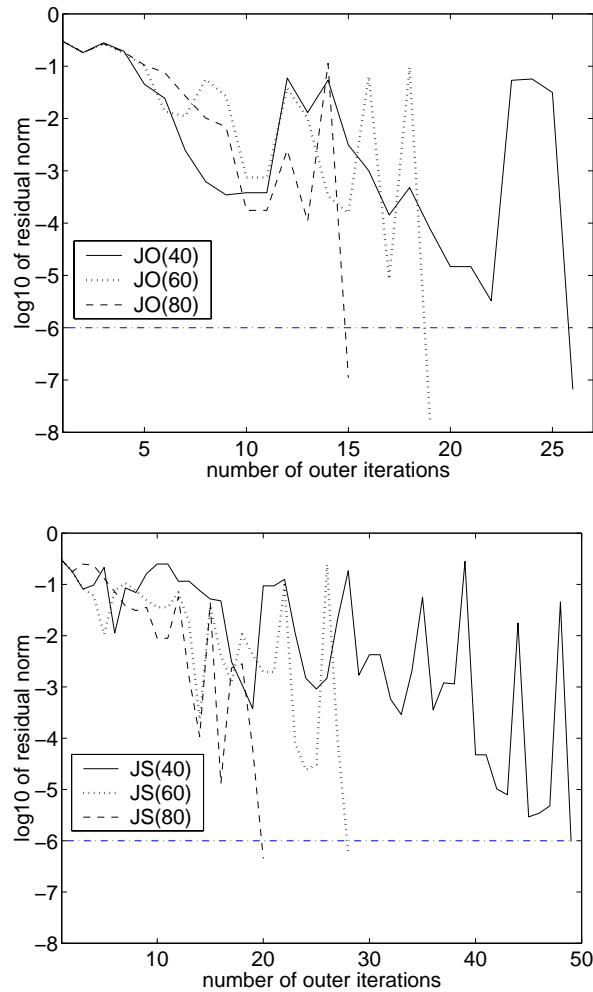 0
−1
−2
−3
−4
−5
−6
−7
−8
log10 of residual norm
JO(40)
JO(60)
JO(80)
5 10 15 20 25
number of outer iterations
0
−1
−2
−3
−4
−5
−6
−7
−8
log10 of residual norm
JS(40)
JS(60)
JS(80)
10 20 30 40 50
number of outer iterations